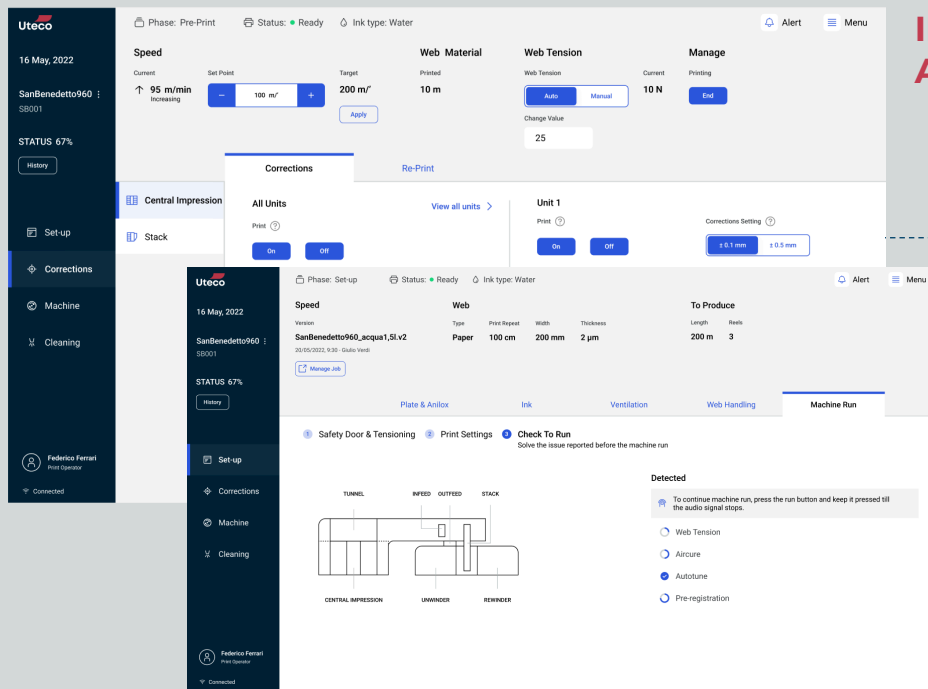 Uteco
Phase: Pre-Print
Status: • Ready
Ink type: Water
Alert
Menu
16 May, 2022
SanBenedetto960
SB001
STATUS 67%
History
Set-up
Corrections
Machine
Cleaning
Federico Ferrari
Print Operator
Connected
Speed
Current
↑ 95 m/min
Increasing
Set Point
− 100 m/' +
Target
200 m/'
Apply
Web Material
Printed
10 m
Web Tension
Web Tension
Auto Manual
Current
10 N
Change Value
25
Manage
Printing
End
Corrections
Re-Print
Central Impression
Stack
All Units
View all units >
Print ?
On Off
Unit 1
Print ?
On Off
Corrections Setting ?
± 0.1 mm ± 0.5 mm
Uteco
Phase: Set-up
Status: • Ready
Ink type: Water
Alert
Menu
16 May, 2022
SanBenedetto960
SB001
STATUS 67%
History
Set-up
Corrections
Machine
Cleaning
Federico Ferrari
Print Operator
Connected
Speed
Version
SanBenedetto960_acqua1,5l.v2
20/05/2022, 9:30 - Giulio Verdi
Manage Job
Web
Type Print Repeat Width Thickness
Paper 100 cm 200 mm 2 µm
To Produce
Length Reels
200 m 3
Plate & Anilox
Ink
Ventilation
Web Handling
Machine Run
1 Safety Door & Tensioning
2 Print Settings
3 Check To Run
Solve the issue reported before the machine run
TUNNEL INFEED OUTFEED STACK
CENTRAL IMPRESSION UNWINDER REWINDER
Detected
To continue machine run, press the run button and keep it pressed till
the audio signal stops.
Web Tension
Aircure
Autotune
Pre-registration